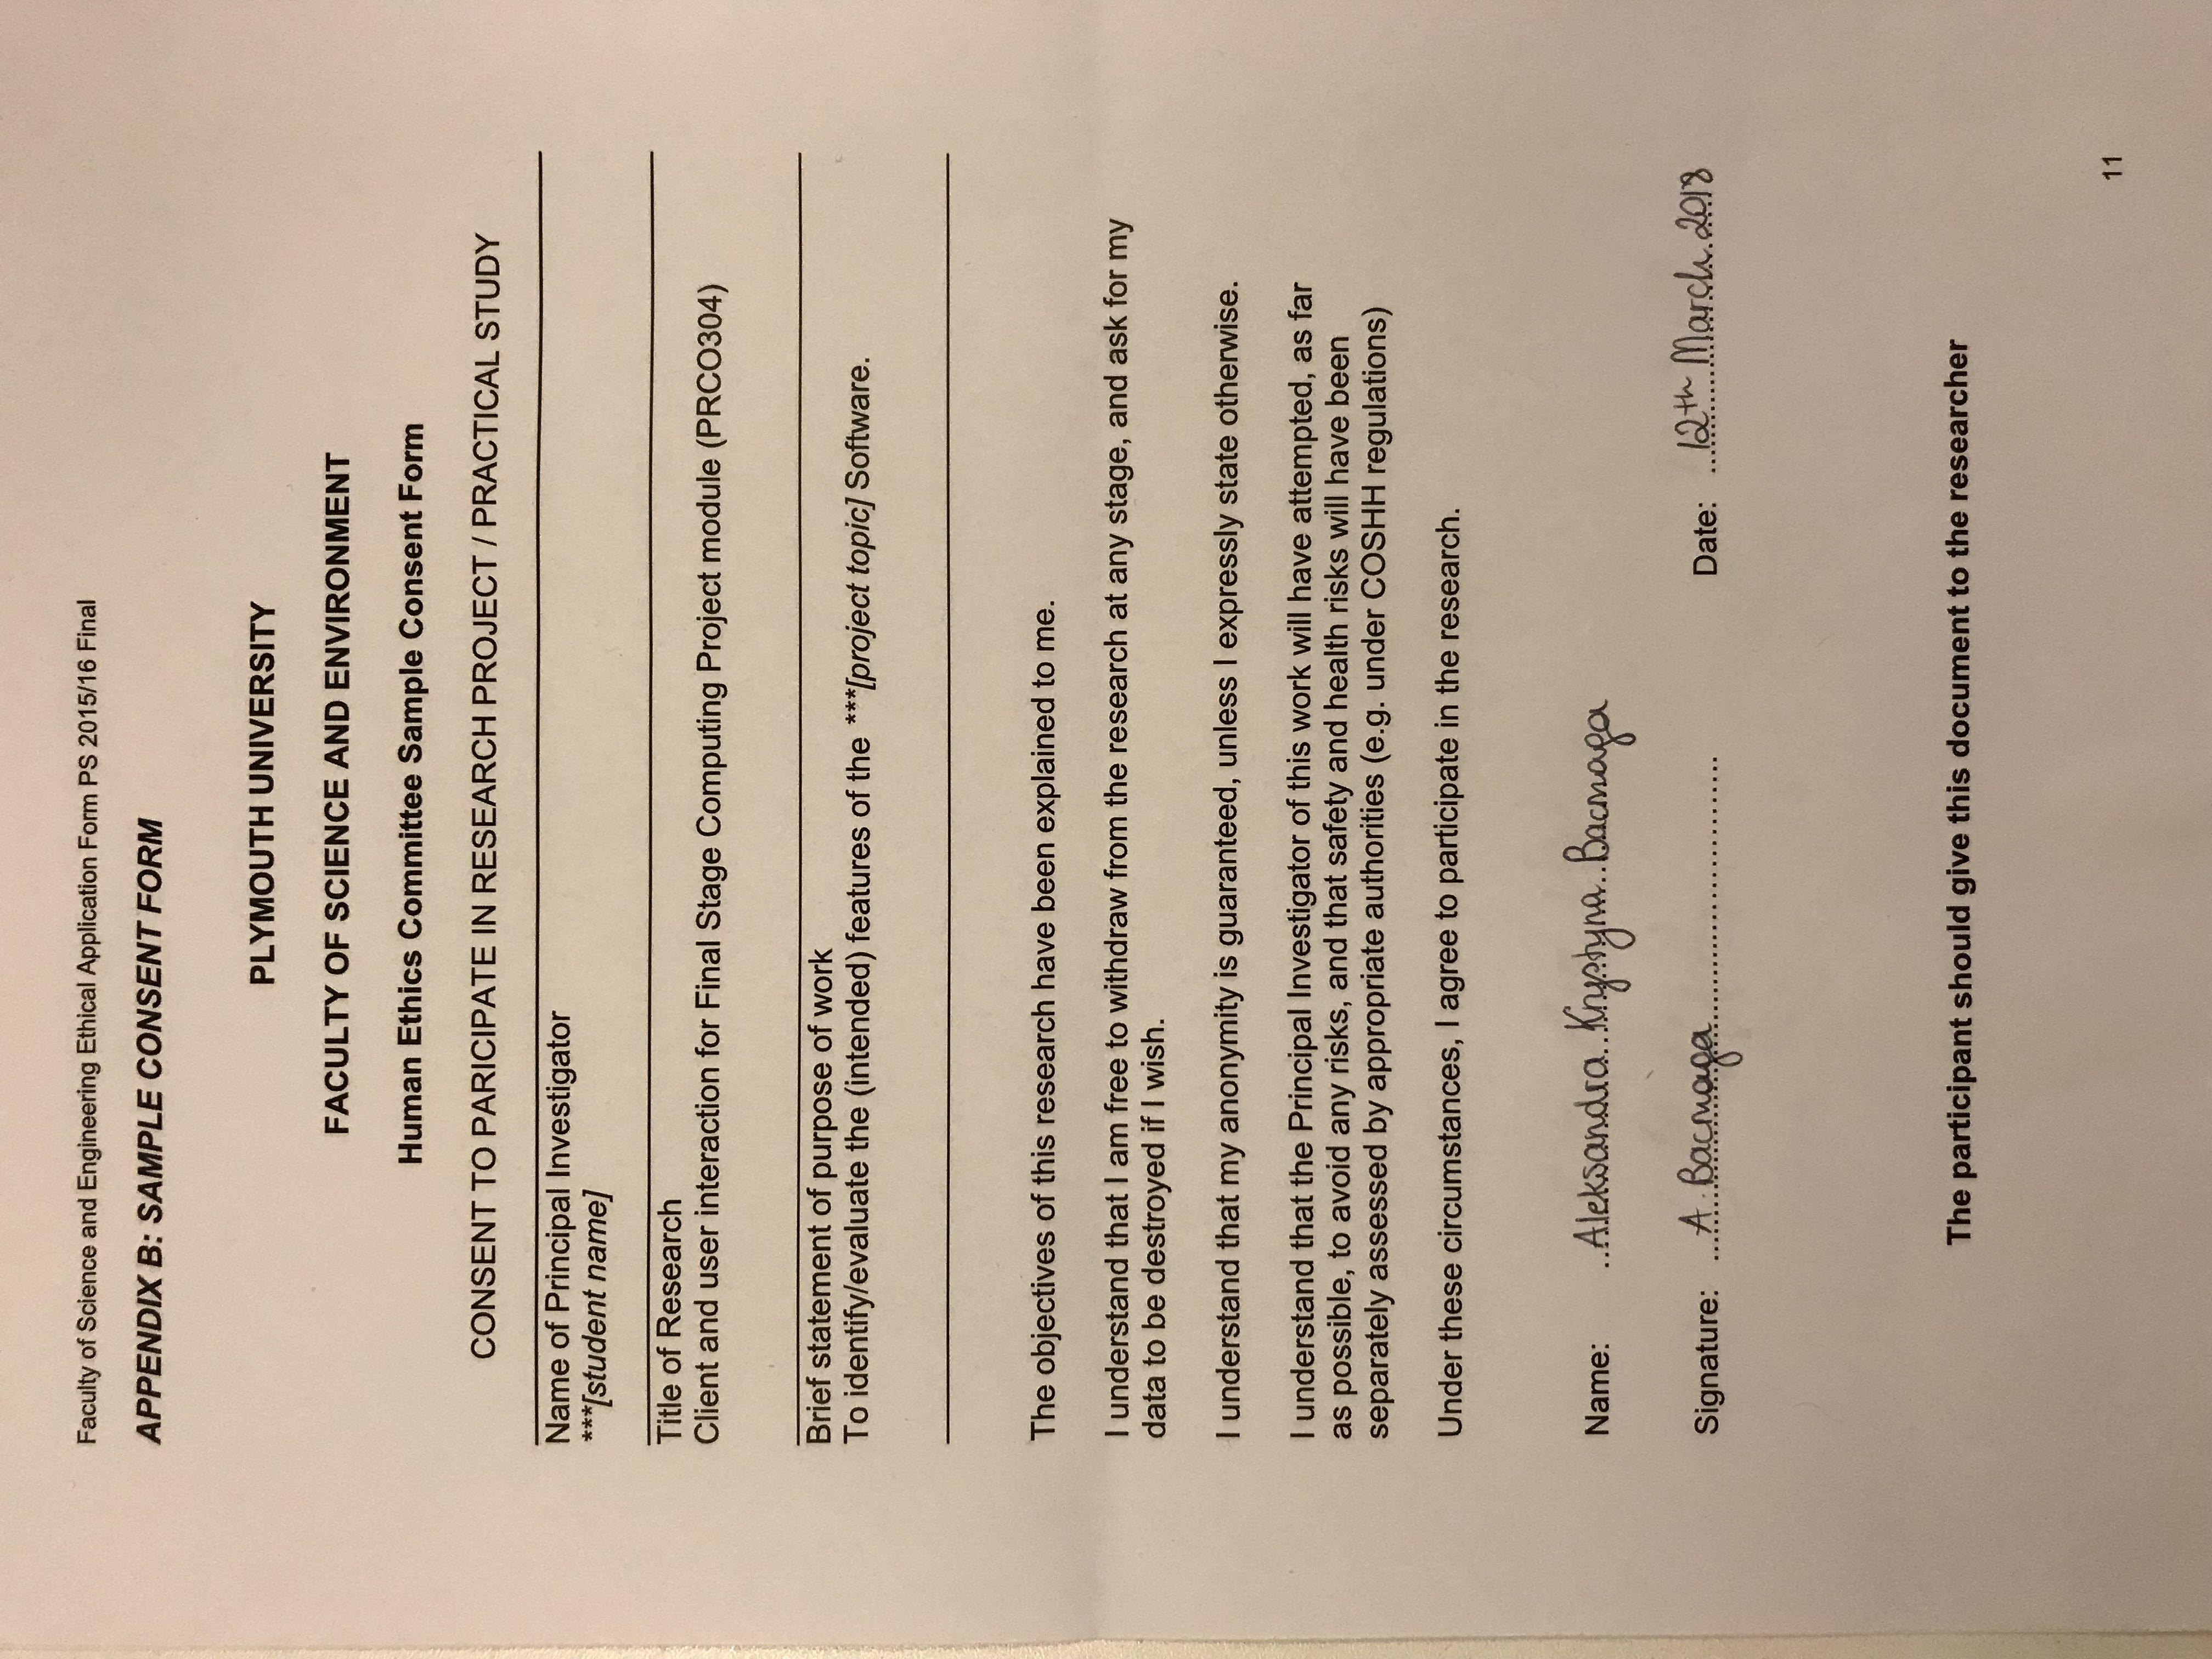 Faculty of Science and Engineering Ethical Application Form PS 2015/16 Final
APPENDIX B: SAMPLE CONSENT FORM
PLYMOUTH UNIVERSITY
FACULTY OF SCIENCE AND ENVIRONMENT
Human Ethics Committee Sample Consent Form
CONSENT TO PARICIPATE IN RESEARCH PROJECT / PRACTICAL STUDY
Name of Principal Investigator
***[student name]
Title of Research
Client and user interaction for Final Stage Computing Project module (PRCO304)
Brief statement of purpose of work
To identify/evaluate the (intended) features of the ***[project topic] Software.
The objectives of this research have been explained to me.
I understand that I am free to withdraw from the research at any stage, and ask for my
data to be destroyed if I wish.
I understand that my anonymity is guaranteed, unless I expressly state otherwise.
I understand that the Principal Investigator of this work will have attempted, as far
as possible, to avoid any risks, and that safety and health risks will have been
separately assessed by appropriate authorities (e.g. under COSHH regulations)
Under these circumstances, I agree to participate in the research.
Name: Aleksandra Krystyna Bacmaga
Signature: A. Bacmaga Date: 12th March 2018
The participant should give this document to the researcher
11